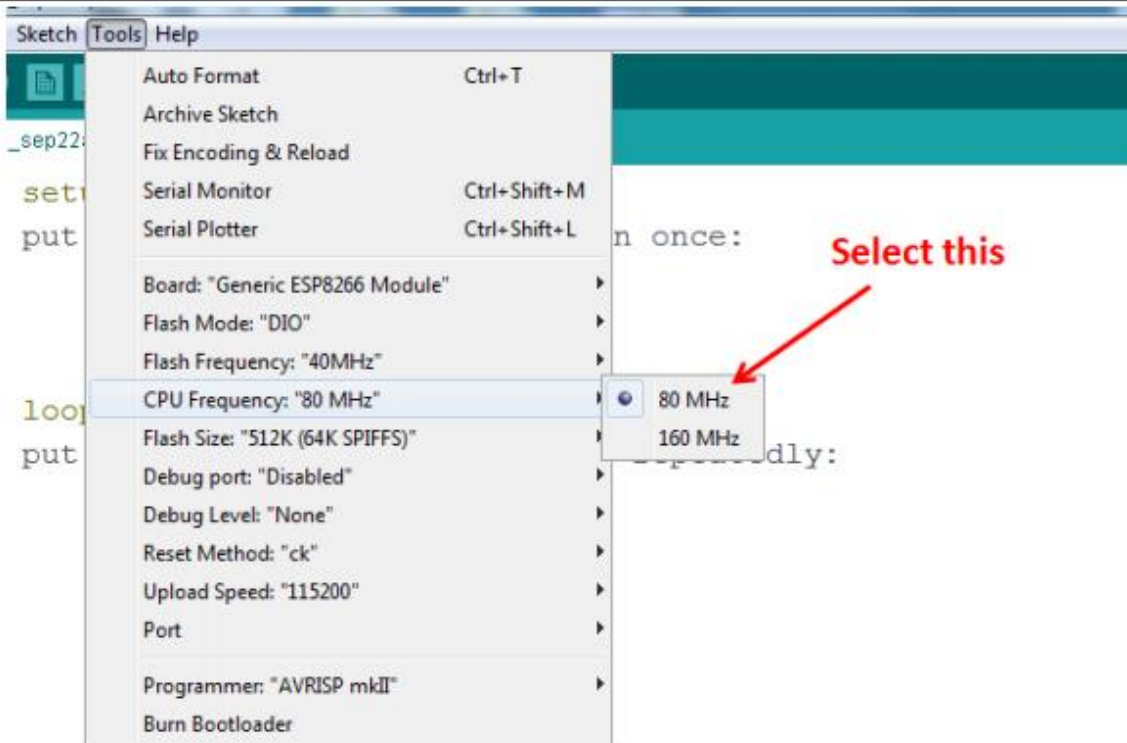 Sketch Tools Help
Auto Format Ctrl+T
Archive Sketch
_sep22
Fix Encoding & Reload
Serial Monitor Ctrl+Shift+M
put
Serial Plotter Ctrl+Shift+L
n once:
Select this
Board: "Generic ESP8266 Module"
Flash Mode: "DIO"
Flash Frequency: "40MHz"
CPU Frequency: "80 MHz"
80 MHz
Flash Size: "512K (64K SPIFFS)"
160 MHz
put
repeatedly:
Debug port: "Disabled"
Debug Level: "None"
Reset Method: "ck"
Upload Speed: "115200"
Port
Programmer: "AVRISP mkII"
Burn Bootloader